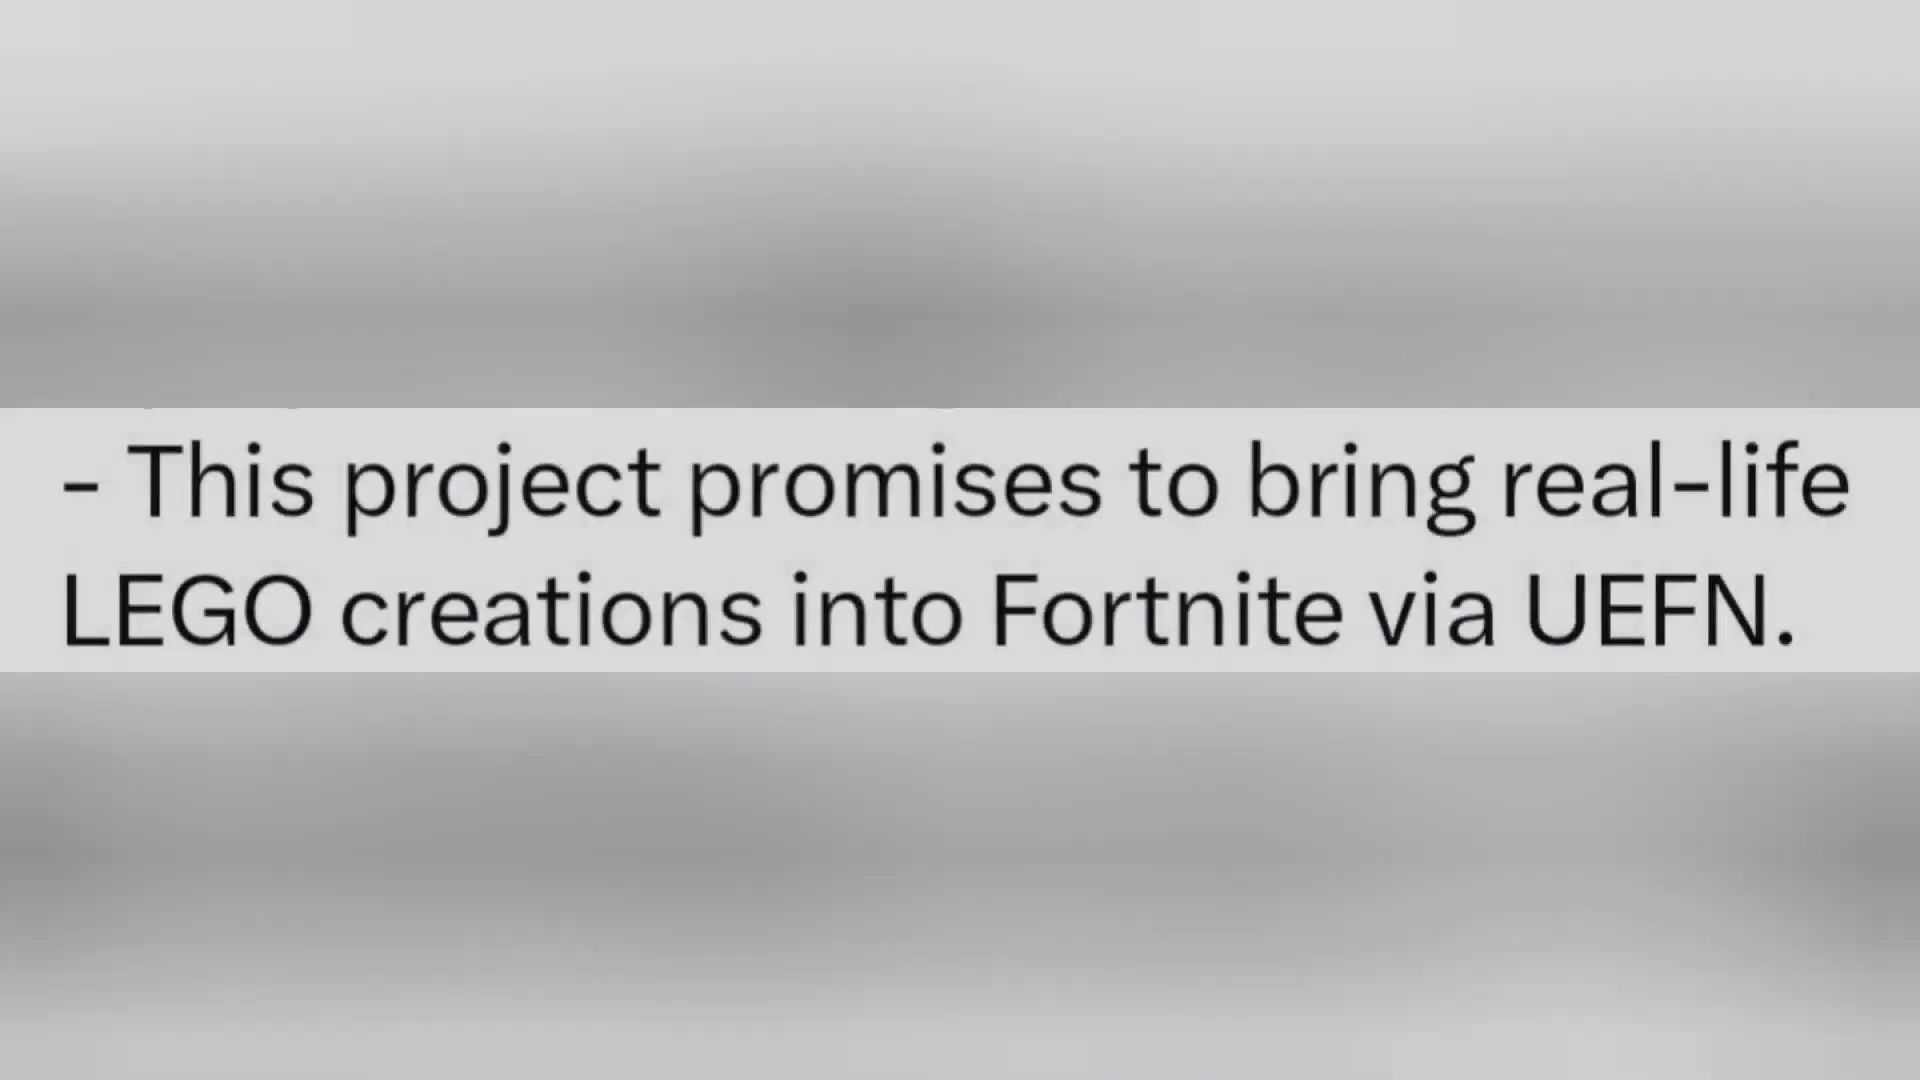 - This project promises to bring real-life
LEGO creations into Fortnite via UEFN.